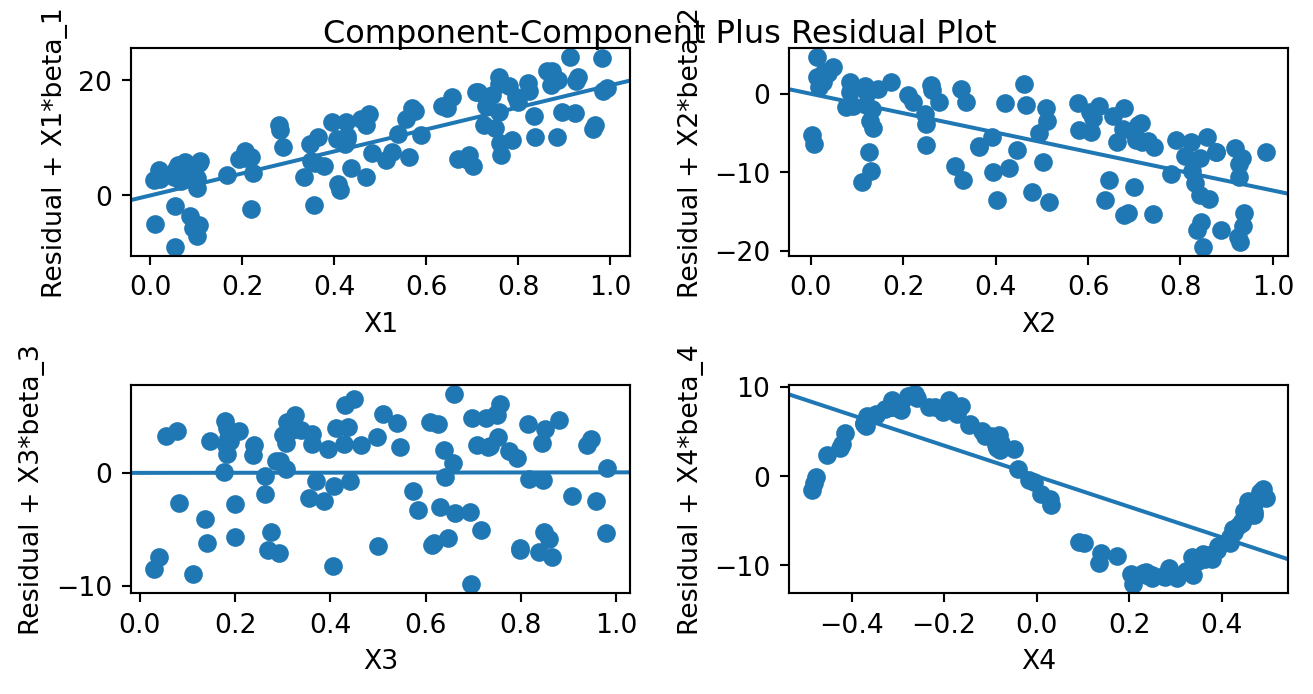 Component-Component Plus Residual Plot
Residual + X1*beta_1
20
0
0.0 0.2 0.4 0.6 0.8 1.0
X1
Residual + X2*beta_2
0
−10
−20
0.0 0.2 0.4 0.6 0.8 1.0
X2
Residual + X3*beta_3
0
−10
0.0 0.2 0.4 0.6 0.8 1.0
X3
Residual + X4*beta_4
10
5
0
−5
−10
−0.4 −0.2 0.0 0.2 0.4
X4